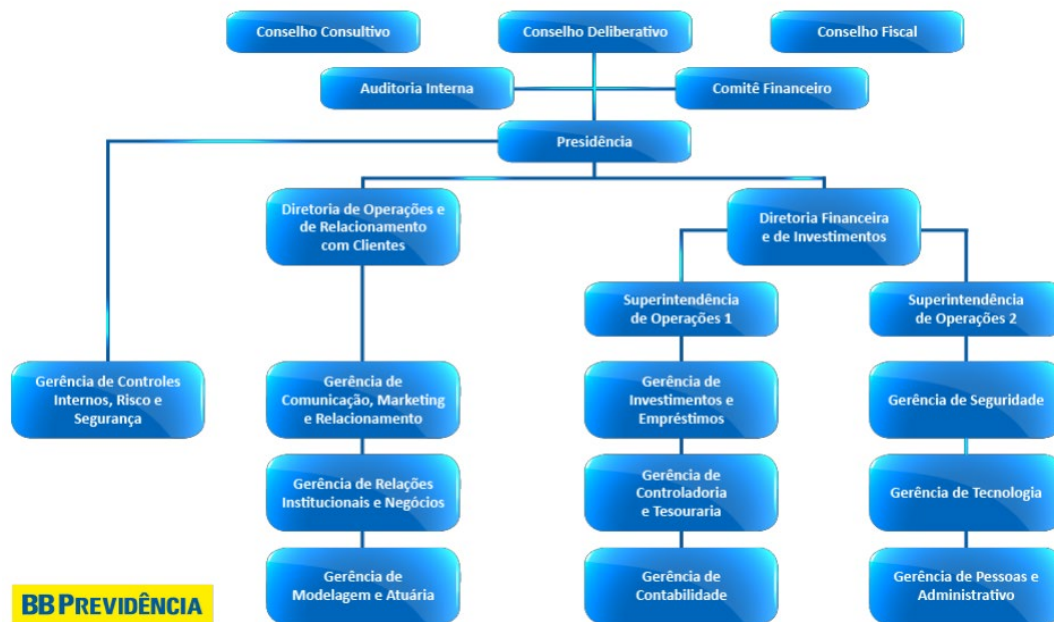 Conselho Consultivo
Conselho Deliberativo
Conselho Fiscal
Auditoria Interna
Comitê Financeiro
Presidência
Diretoria de Operações e
de Relacionamento
com Clientes
Diretoria Financeira
e de Investimentos
Superintendência
de Operações 1
Superintendência
de Operações 2
Gerência de Controles
Internos, Risco e
Segurança
Gerência de
Comunicação, Marketing
e Relacionamento
Gerência de
Investimentos e
Empréstimos
Gerência de Seguridade
Gerência de Relações
Institucionais e Negócios
Gerência de
Controladoria
e Tesouraria
Gerência de Tecnologia
Gerência de
Modelagem e Atuária
Gerência de
Contabilidade
Gerência de Pessoas e
Administrativo
BB PREVIDÊNCIA